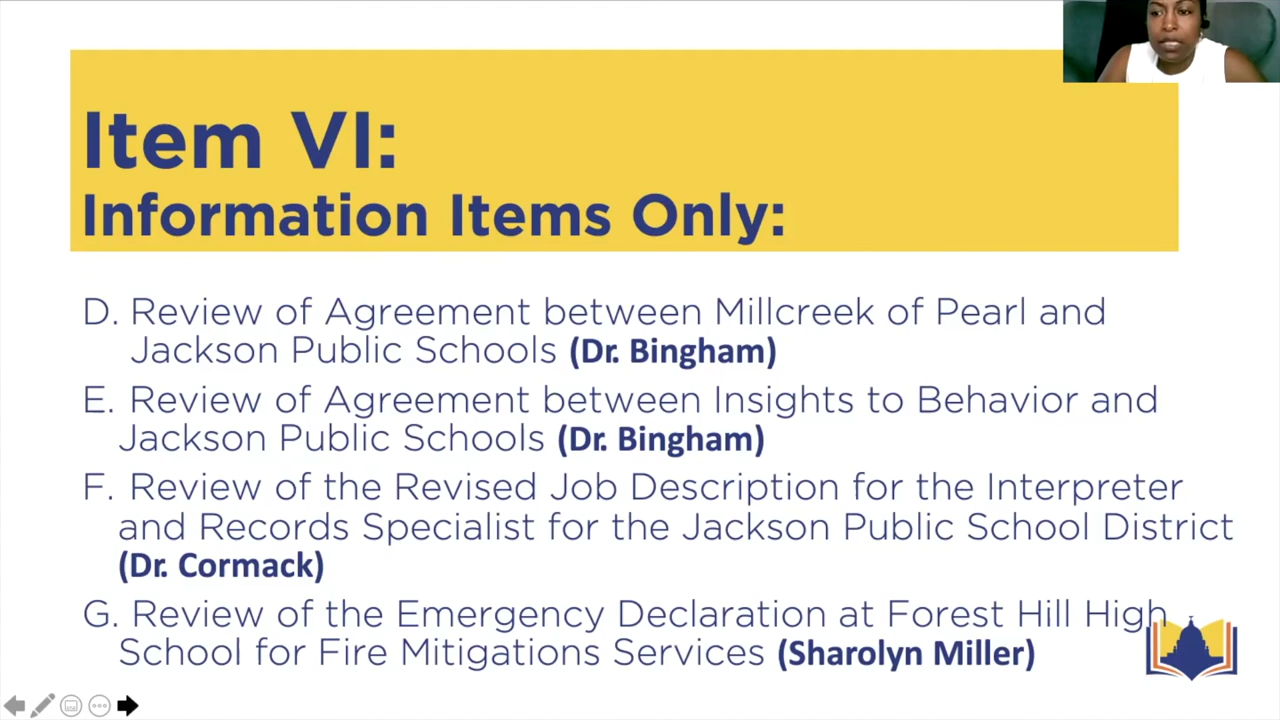 Item VI:
Information Items Only:
D. Review of Agreement between Millcreek of Pearl and
Jackson Public Schools (Dr. Bingham)
E. Review of Agreement between Insights to Behavior and
Jackson Public Schools (Dr. Bingham)
F. Review of the Revised Job Description for the Interpreter
and Records Specialist for the Jackson Public School District
(Dr. Cormack)
G. Review of the Emergency Declaration at Forest Hill High
School for Fire Mitigations Services (Sharolyn Miller)